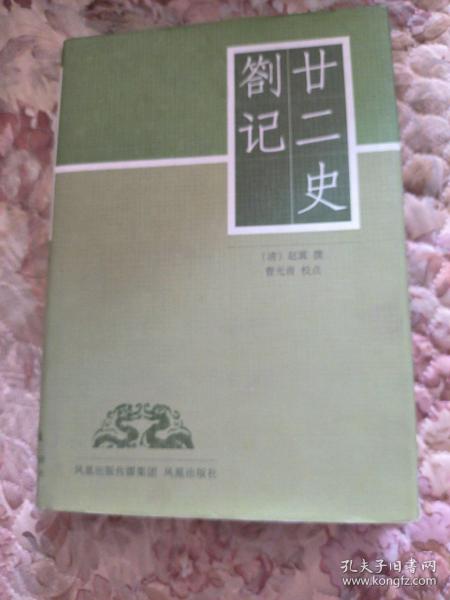 廿二史
劄记
〔清〕赵翼 撰
曹光甫 校点
凤凰出版传媒集团 凤凰出版社
孔夫子旧书网
www.kongfz.com